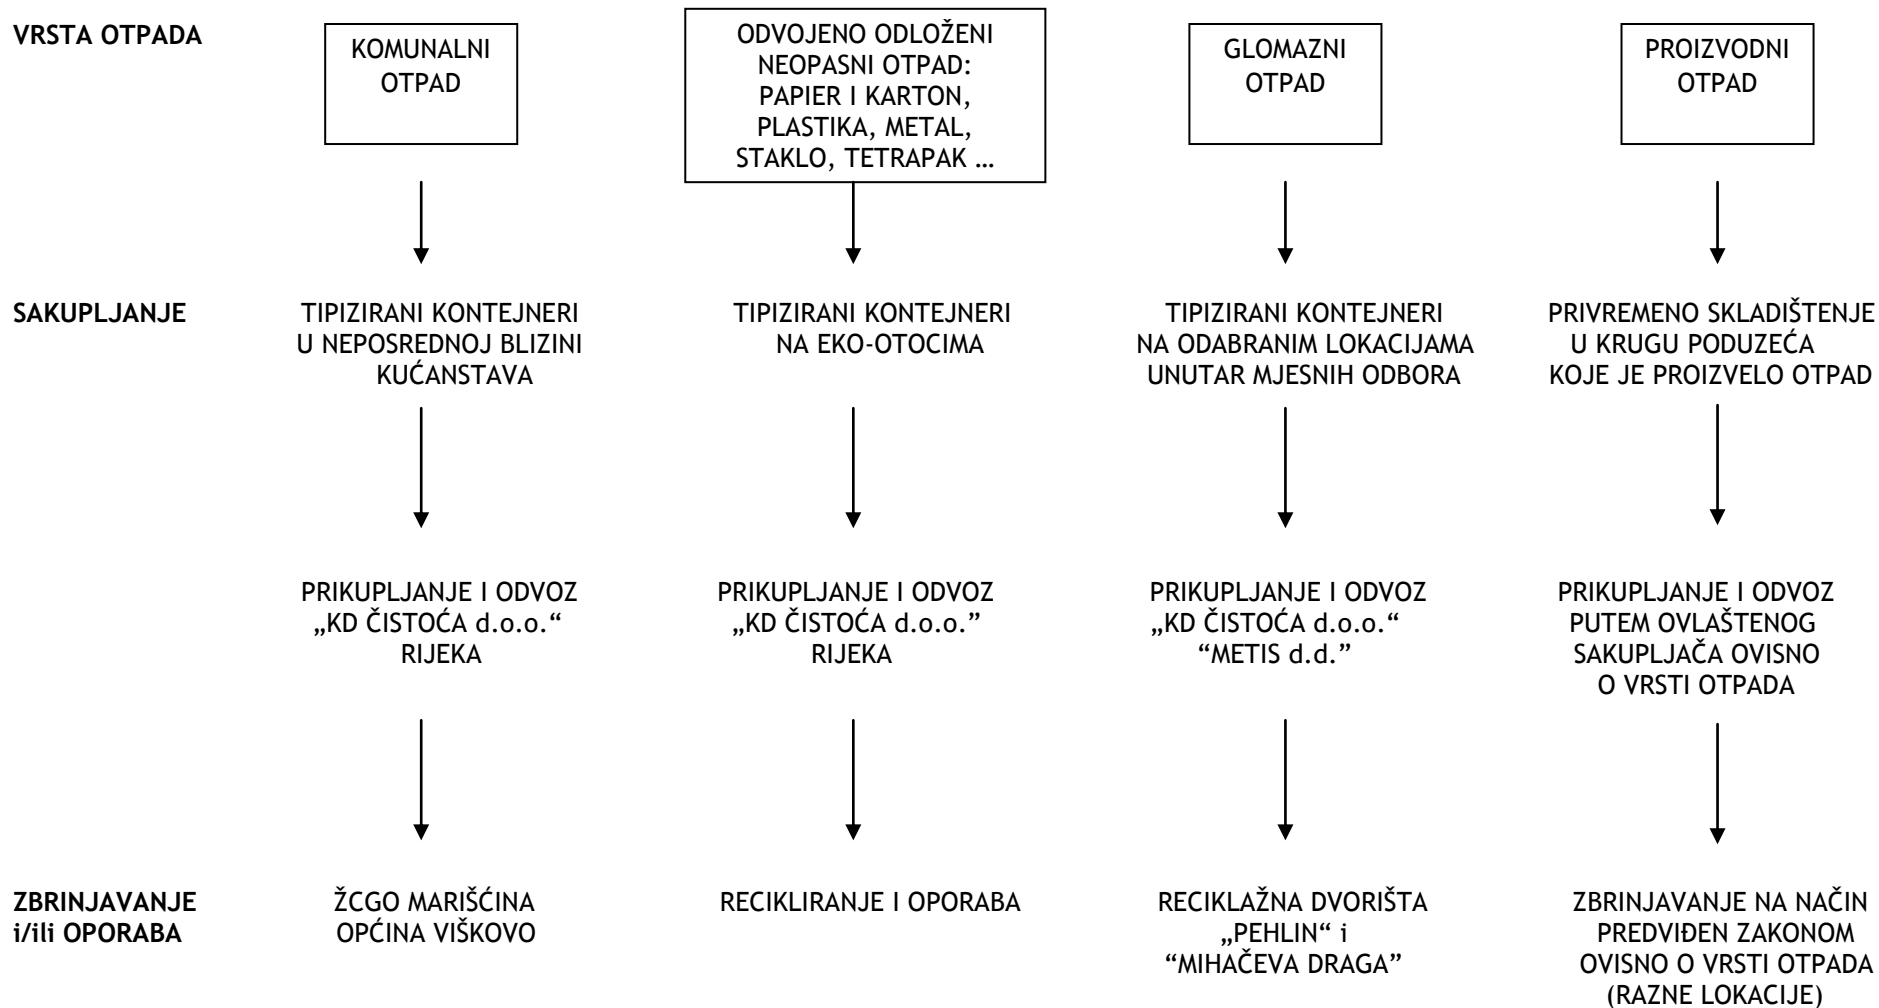 VRSTA OTPADA
KOMUNALNI
OTPAD
ODVOJENO ODLOŽENI
NEOPASNI OTPAD:
PAPIER I KARTON,
PLASTIKA, METAL,
STAKLO, TETRAPAK …
GLOMAZNI
OTPAD
PROIZVODNI
OTPAD
SAKUPLJANJE
TIPIZIRANI KONTEJNERI
U NEPOSREDNOJ BLIZINI
KUĆANSTAVA
TIPIZIRANI KONTEJNERI
NA EKO-OTOCIMA
TIPIZIRANI KONTEJNERI
NA ODABRANIM LOKACIJAMA
UNUTAR MJESNIH ODBORA
PRIVREMENO SKLADIŠTENJE
U KRUGU PODUZEĆA
KOJE JE PROIZVELO OTPAD
PRIKUPLJANJE I ODVOZ
„KD ČISTOĆA d.o.o.“
RIJEKA
PRIKUPLJANJE I ODVOZ
„KD ČISTOĆA d.o.o.”
RIJEKA
PRIKUPLJANJE I ODVOZ
„KD ČISTOĆA d.o.o.“
“METIS d.d.”
PRIKUPLJANJE I ODVOZ
PUTEM OVLAŠTENOG
SAKUPLJAČA OVISNO
O VRSTI OTPADA
ZBRINJAVANJE
i/ili OPORABA
ŽCGO MARIŠĆINA
OPĆINA VIŠKOVO
RECIKLIRANJE I OPORABA
RECIKLAŽNA DVORIŠTA
„PEHLIN“ i
“MIHAČEVA DRAGA”
ZBRINJAVANJE NA NAČIN
PREDVIĐEN ZAKONOM
OVISNO O VRSTI OTPADA
(RAZNE LOKACIJE)